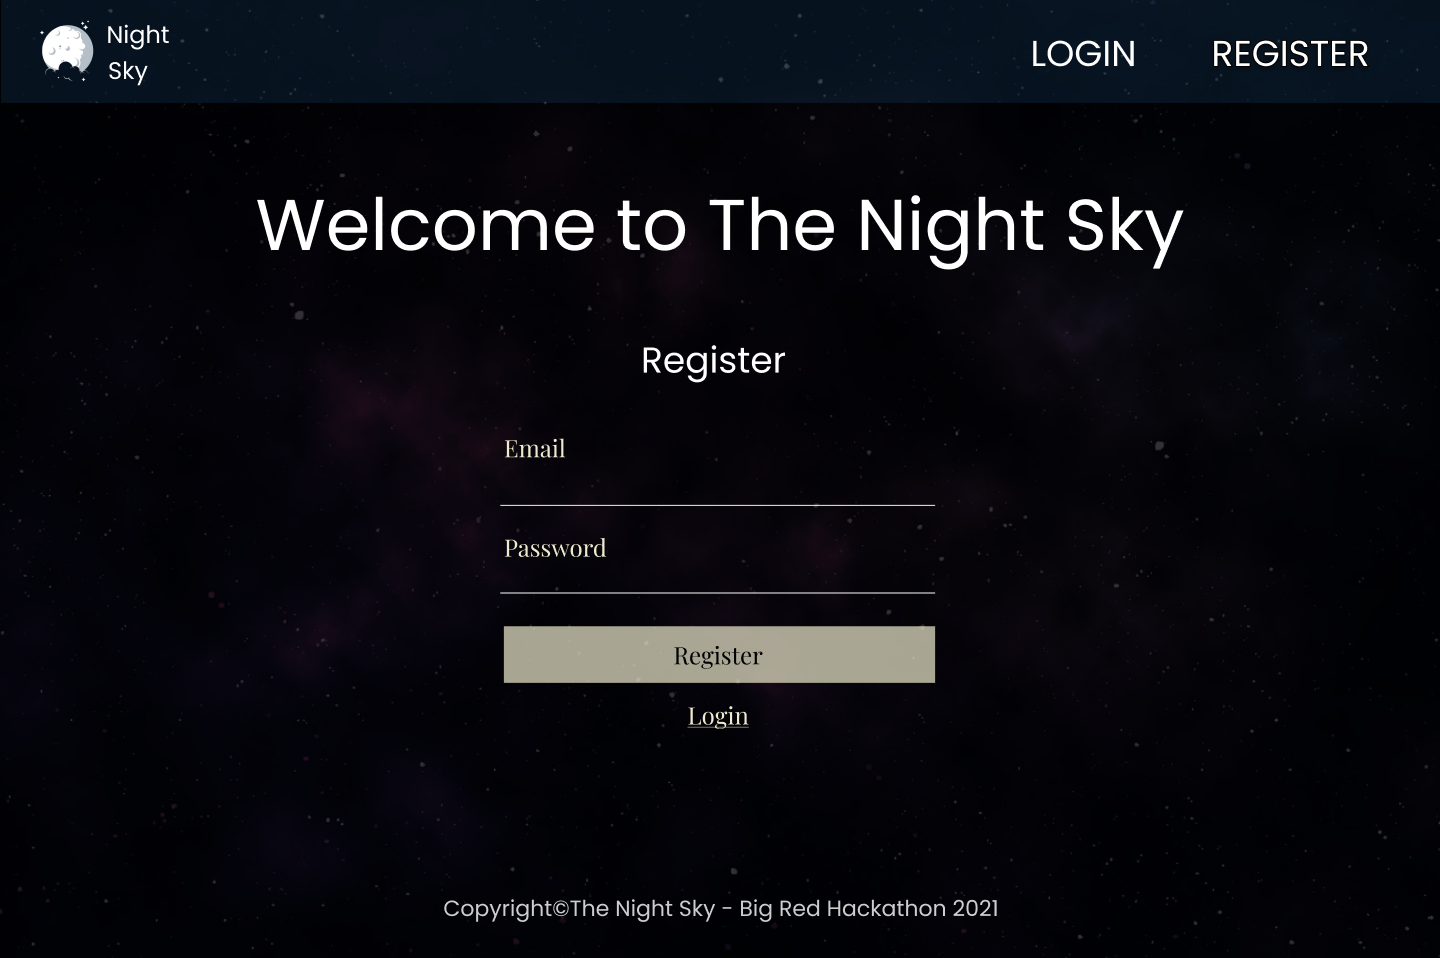 Night
Sky
LOGIN
REGISTER
Welcome to The Night Sky
Register
Email
Password
Register
Login
Copyright©The Night Sky - Big Red Hackathon 2021